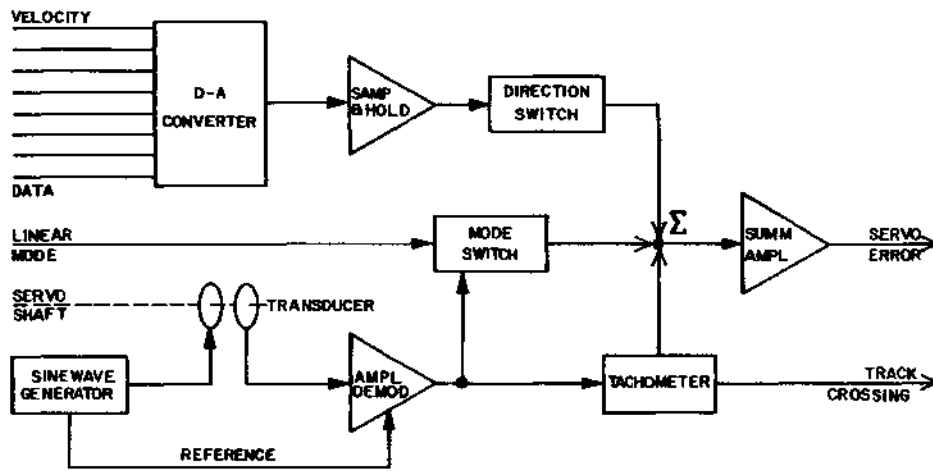 VELOCITY
D-A
CONVERTER
DATA
SAMP
& HOLD
DIRECTION
SWITCH
LINEAR
MODE
MODE
SWITCH
Σ
SUMM
AMPL
SERVO
ERROR
SERVO
SHAFT
TRANSDUCER
SINEWAVE
GENERATOR
AMPL
DEMOD
TACHOMETER
TRACK
CROSSING
REFERENCE